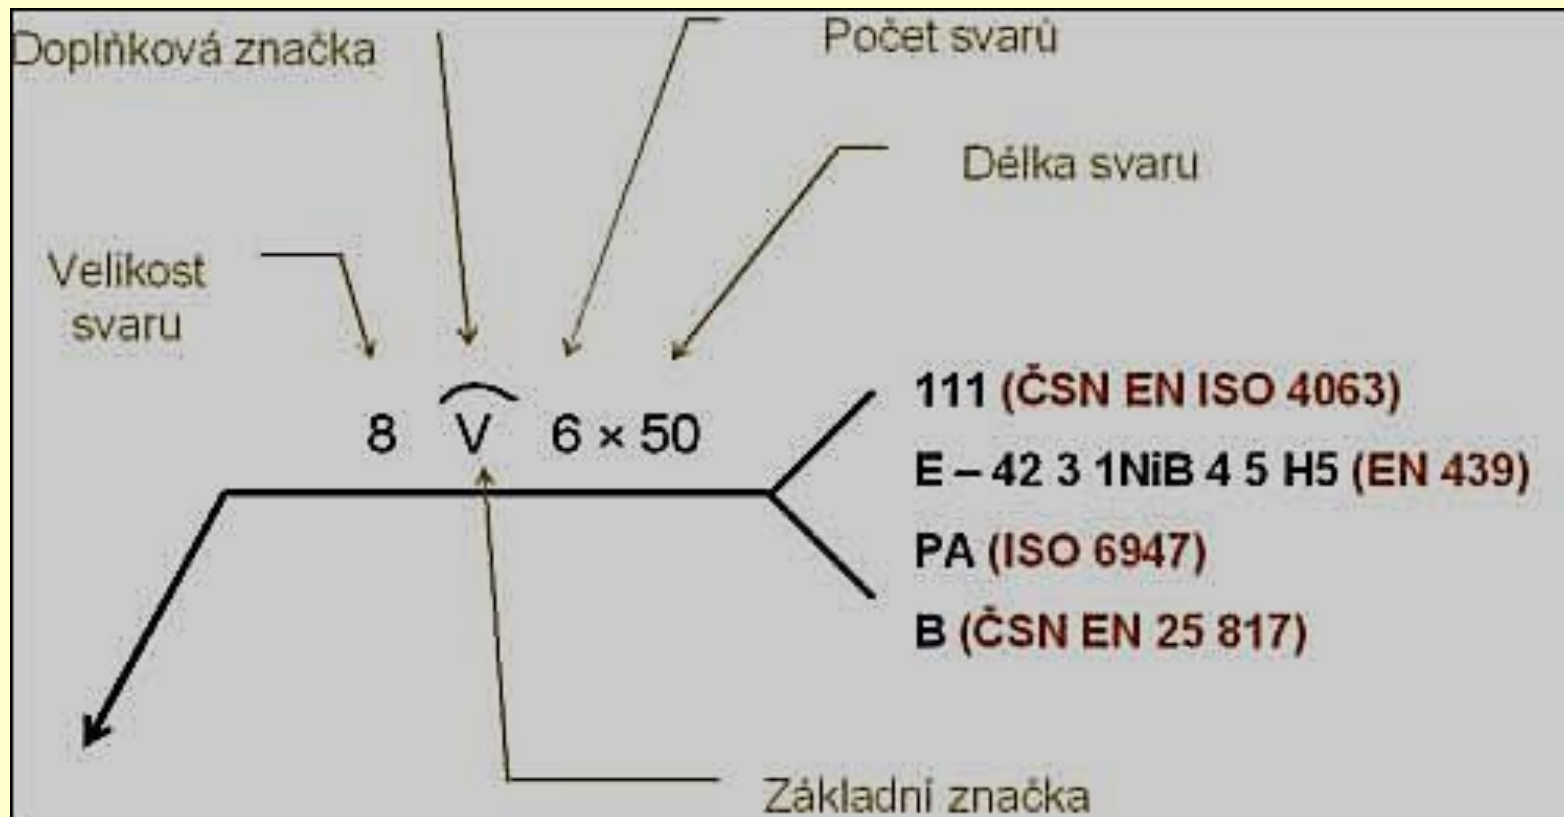 Doplňková značka
Počet svarů
Délka svaru
Velikost
svaru
8 V 6 × 50
111 (ČSN EN ISO 4063)
E – 42 3 1NiB 4 5 H5 (EN 439)
PA (ISO 6947)
B (ČSN EN 25 817)
Základní značka